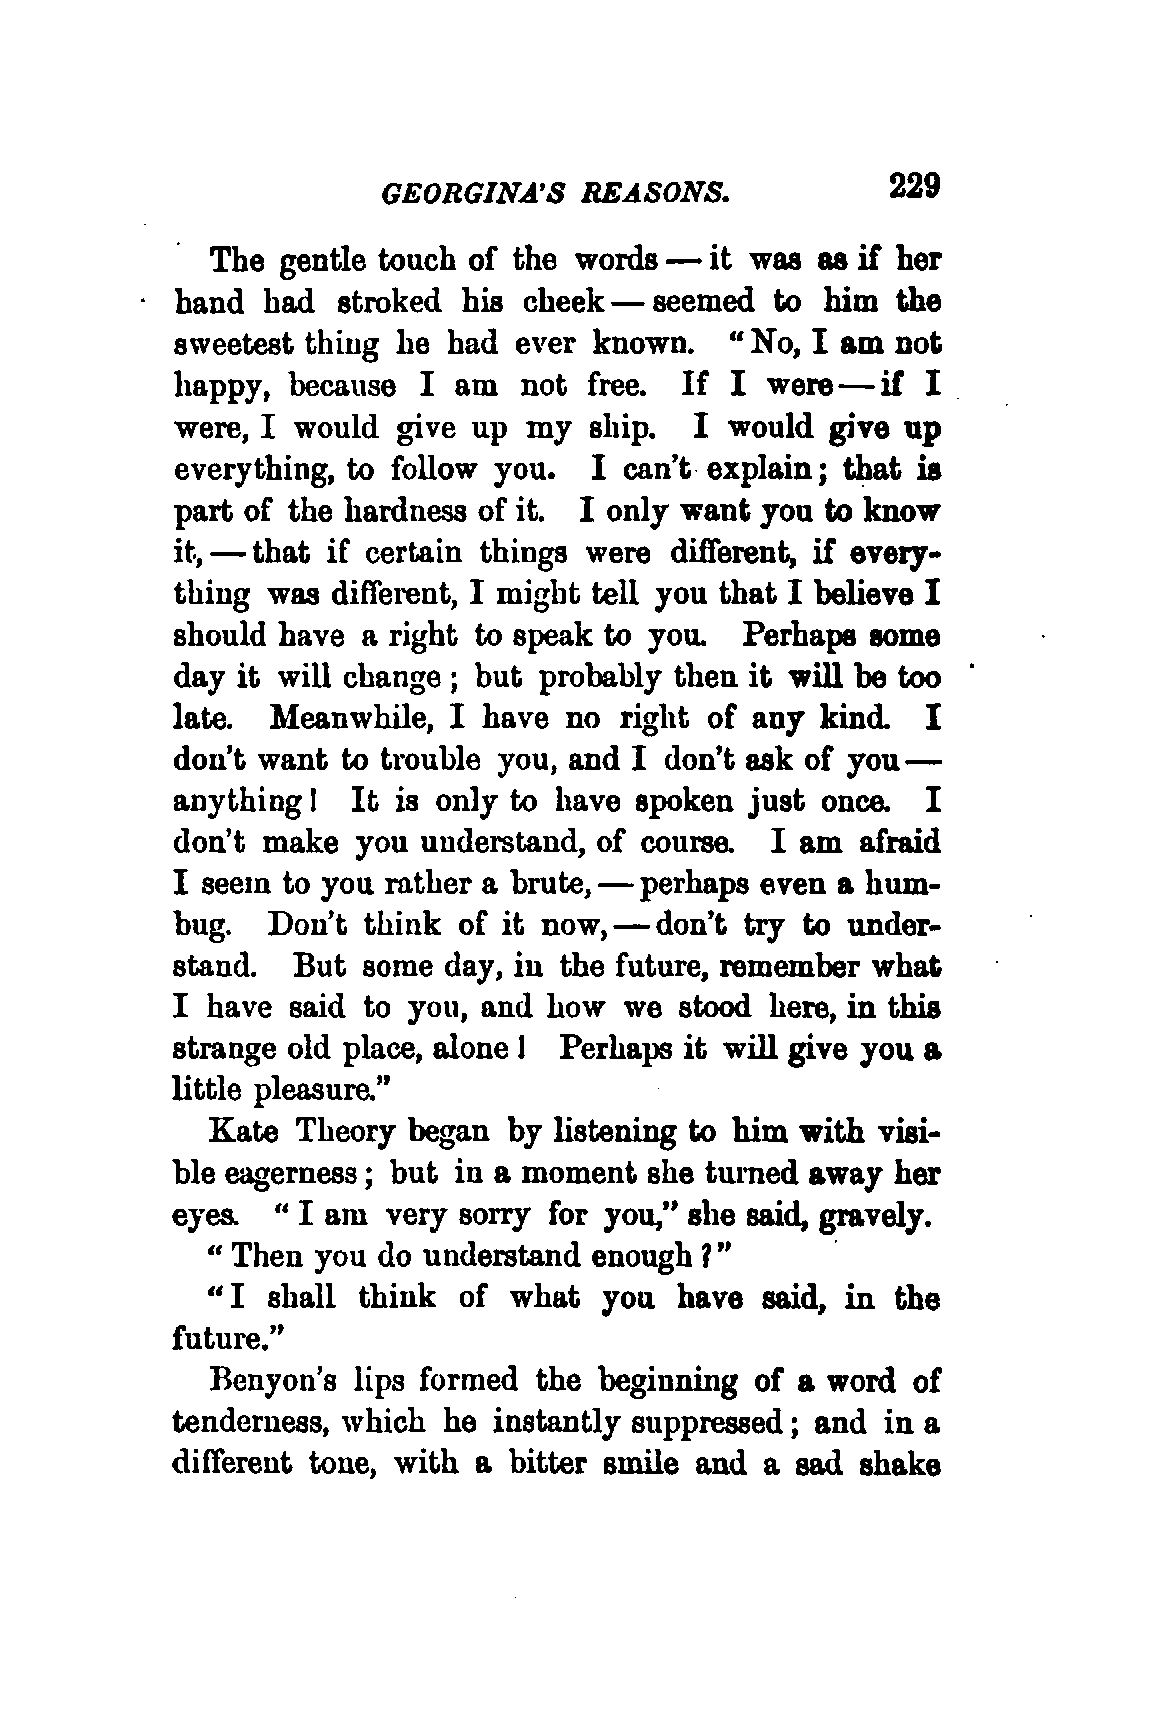 GEORGINA'S REASONS. 229
The gentle touch of the words — it was as if her
hand had stroked his cheek — seemed to him the
sweetest thing he had ever known. "No, I am not
happy, because I am not free. If I were — if I
were, I would give up my ship. I would give up
everything, to follow you. I can't explain; that is
part of the hardness of it. I only want you to know
it, — that if certain things were different, if every-
thing was different, I might tell you that I believe I
should have a right to speak to you. Perhaps some
day it will change; but probably then it will be too
late. Meanwhile, I have no right of any kind. I
don't want to trouble you, and I don't ask of you —
anything! It is only to have spoken just once. I
don't make you understand, of course. I am afraid
I seem to you rather a brute, — perhaps even a hum-
bug. Don't think of it now, — don't try to under-
stand. But some day, in the future, remember what
I have said to you, and how we stood here, in this
strange old place, alone! Perhaps it will give you a
little pleasure."
Kate Theory began by listening to him with visi-
ble eagerness; but in a moment she turned away her
eyes. "I am very sorry for you," she said, gravely.
"Then you do understand enough?"
"I shall think of what you have said, in the
future."
Benyon's lips formed the beginning of a word of
tenderness, which he instantly suppressed; and in a
different tone, with a bitter smile and a sad shake